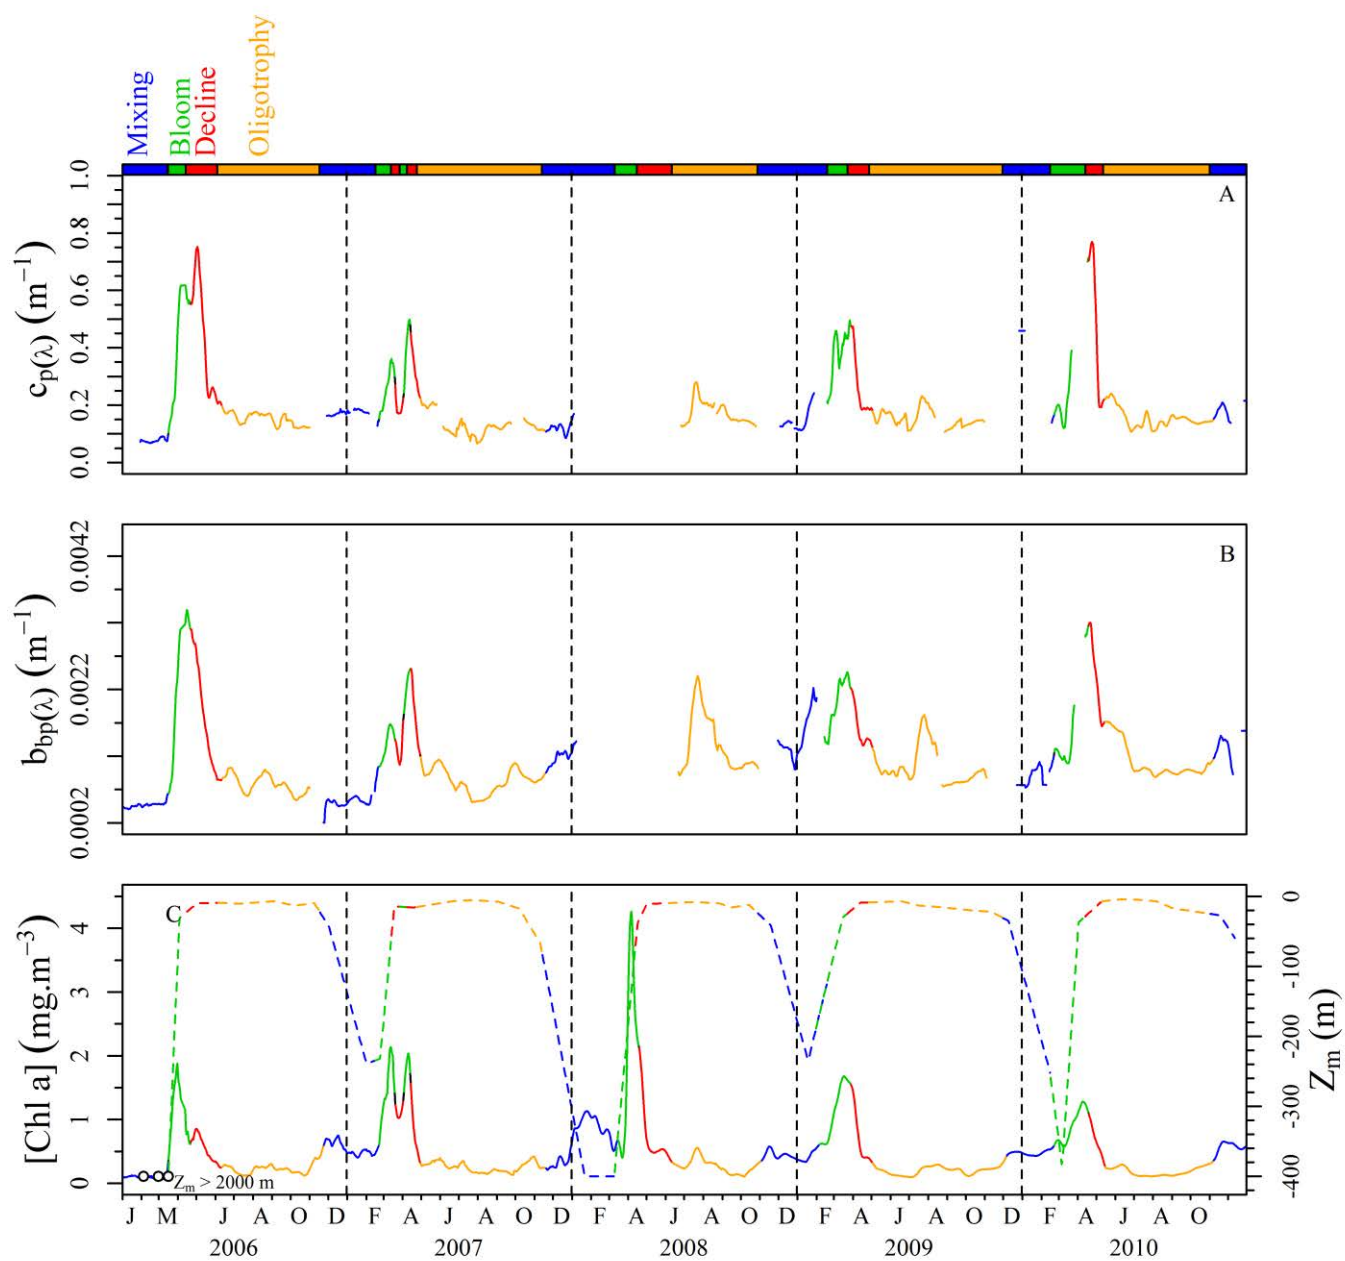 Mixing
Bloom
Decline
Oligotrophy
A
cp(λ) (m−1)
0.0 0.2 0.4 0.6 0.8 1.0
B
bbp(λ) (m−1)
0.0002 0.0022 0.0042
C
[Chl a] (mg.m−3)
4
3
2
1
0
Zm > 2000 m
0
-100
-200
-300
-400
Zm (m)
J M J A O D F A J A O D F A J A O D F A J A O D F A J A O
2006 2007 2008 2009 2010